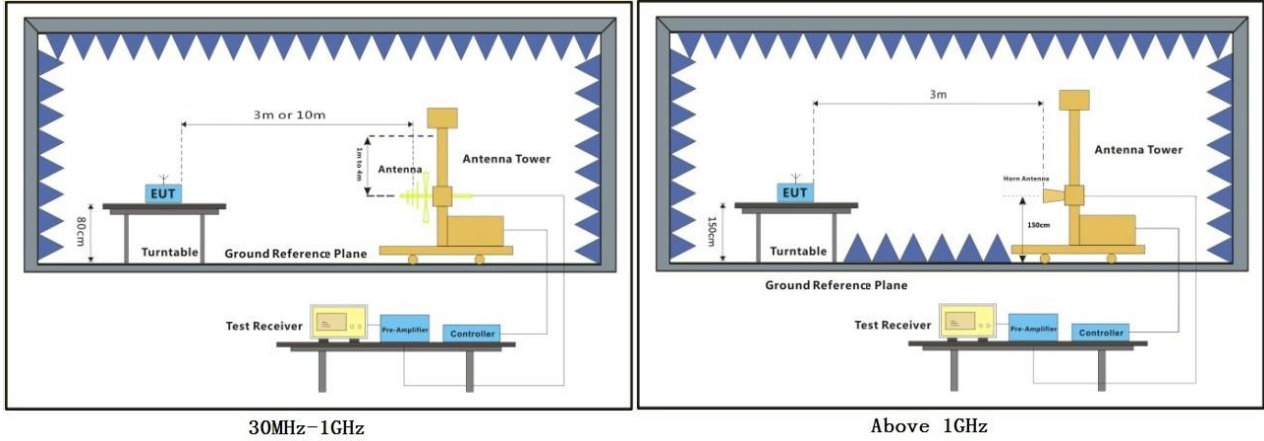 3m or 10m
1m to 4m
Antenna
Antenna Tower
EUT
80cm
Turntable
Ground Reference Plane
Test Receiver
Pre-Amplifier
Controller
30MHz-1GHz
3m
Antenna Tower
Horn Antenna
EUT
150cm
150cm
Turntable
Ground Reference Plane
Test Receiver
Pre-Amplifier
Controller
Above 1GHz